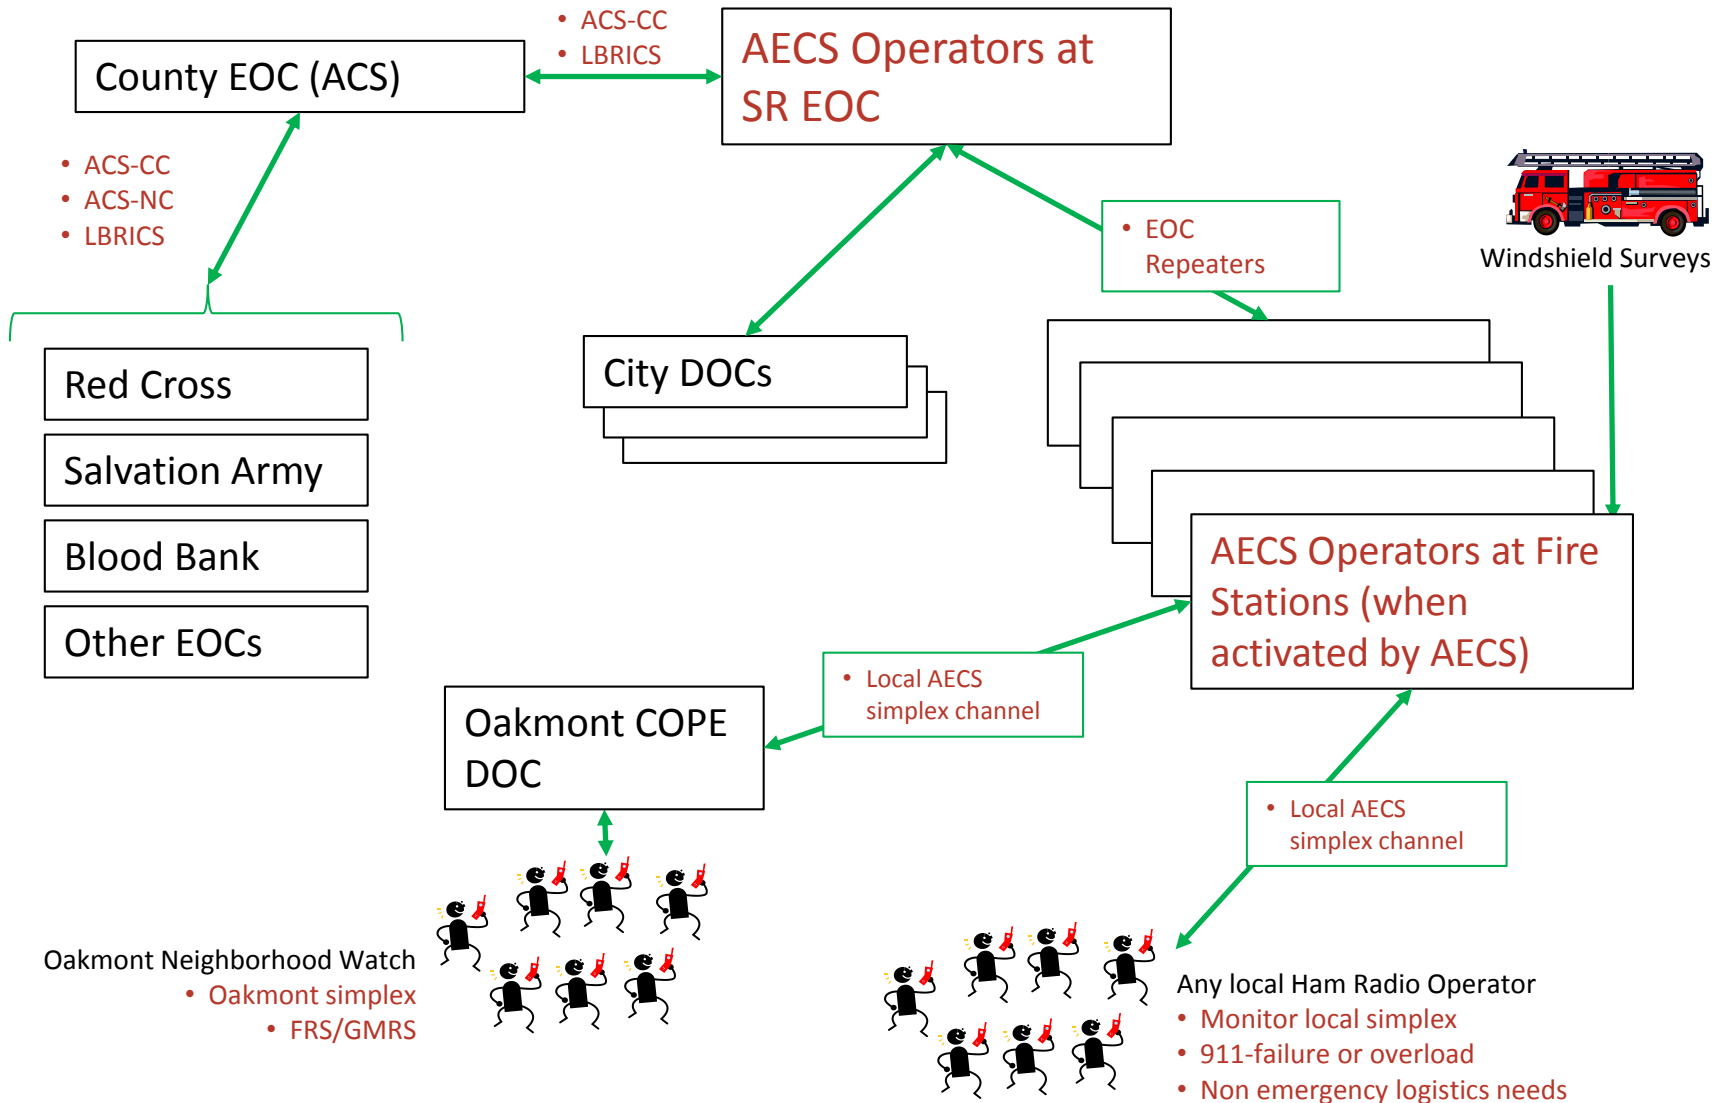 • ACS-CC
• LBRICS
County EOC (ACS)
AECS Operators at
SR EOC
• ACS-CC
• ACS-NC
• LBRICS
• EOC
Repeaters
Windshield Surveys
Red Cross
Salvation Army
Blood Bank
Other EOCs
City DOCs
AECS Operators at Fire
Stations (when
activated by AECS)
• Local AECS
simplex channel
Oakmont COPE
DOC
• Local AECS
simplex channel
Oakmont Neighborhood Watch
• Oakmont simplex
• FRS/GMRS
Any local Ham Radio Operator
• Monitor local simplex
• 911-failure or overload
• Non emergency logistics needs